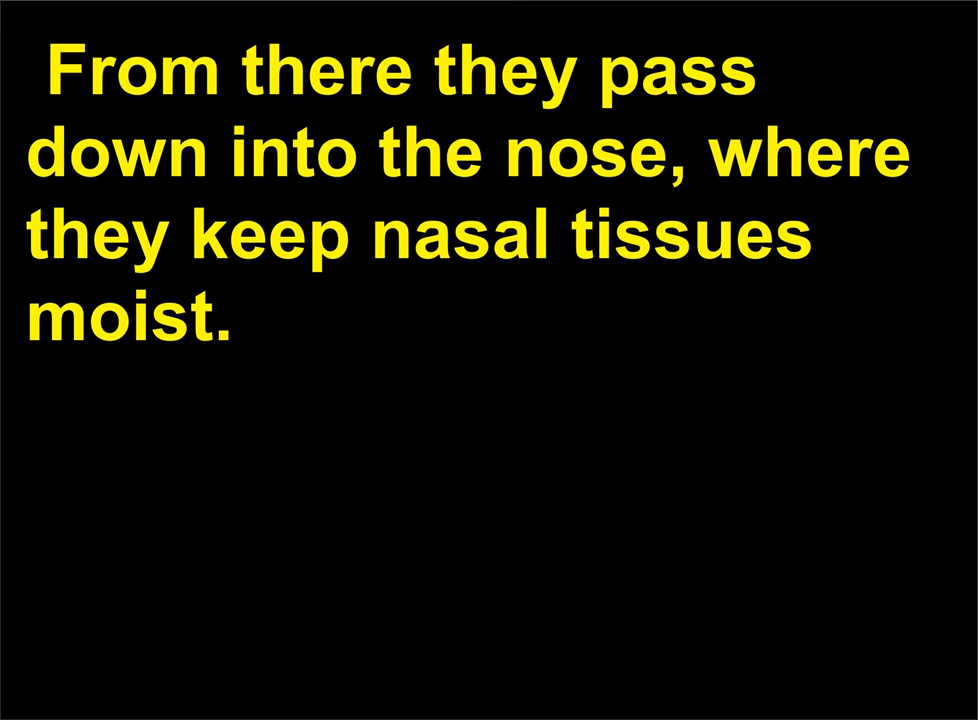 From there they pass
down into the nose, where
they keep nasal tissues
moist.